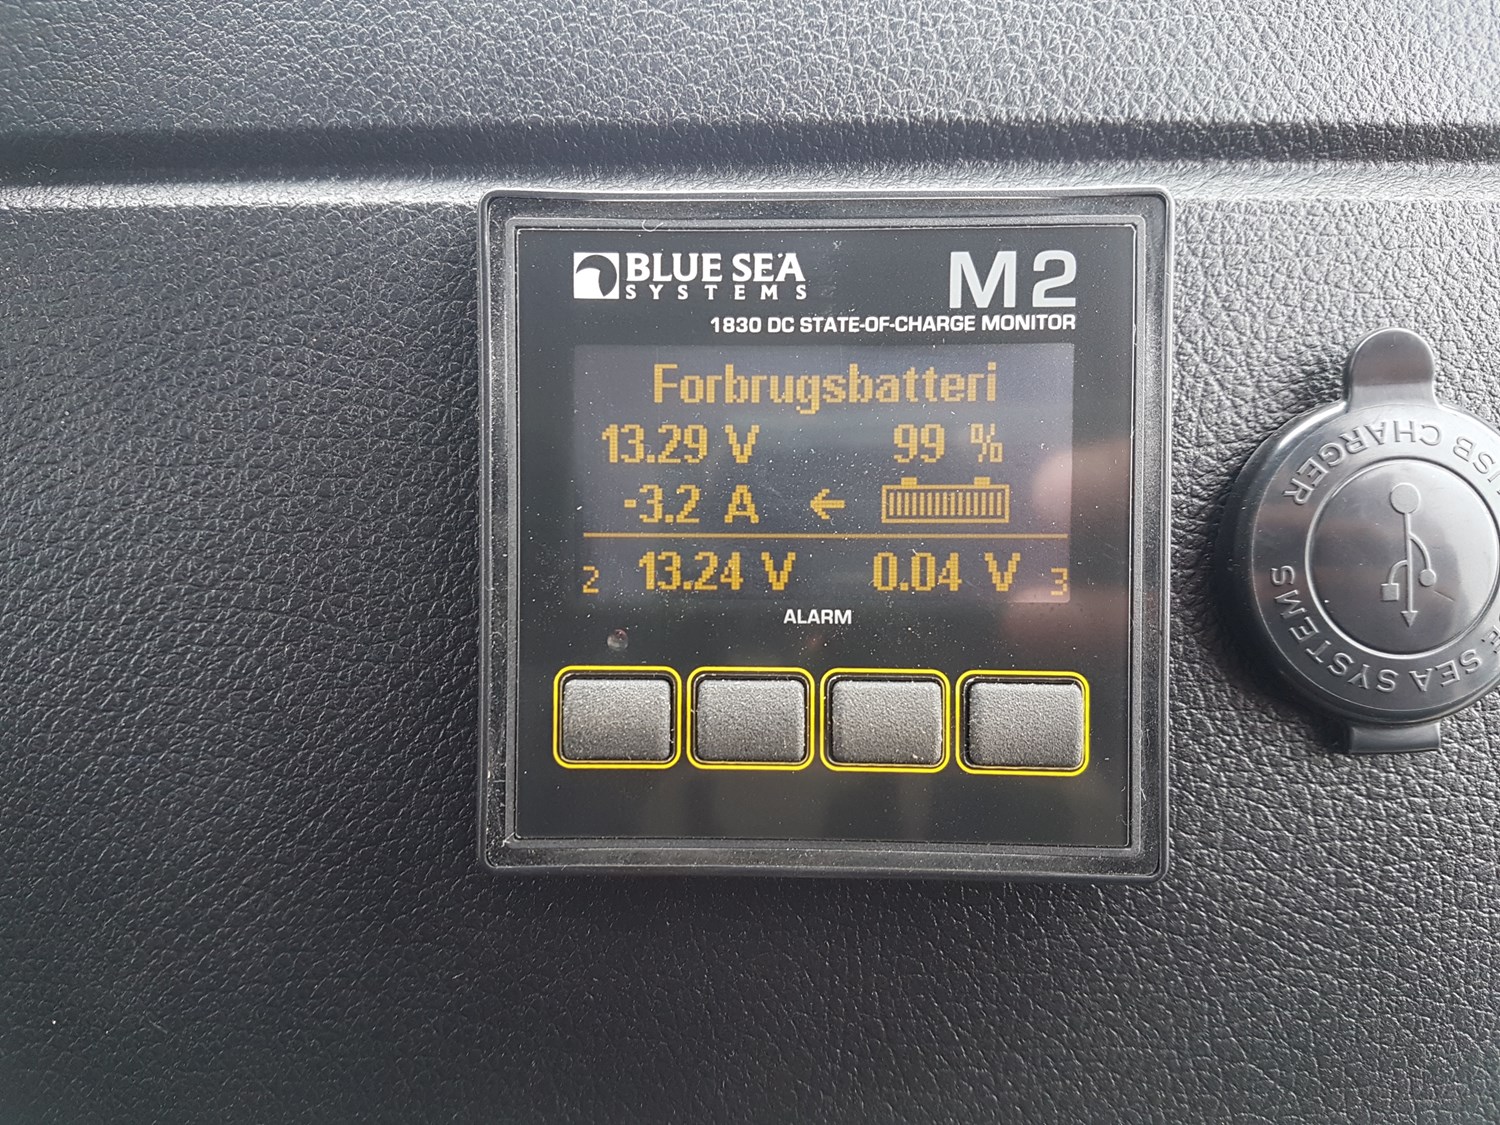 BLUE SEA
SYSTEMS
M2
1830 DC STATE-OF-CHARGE MONITOR
Forbrugsbatteri
13.29 V 99 %
-3.2 A ←
2 13.24 V 0.04 V 3
ALARM
USB CHARGER
SEA SYSTEMS